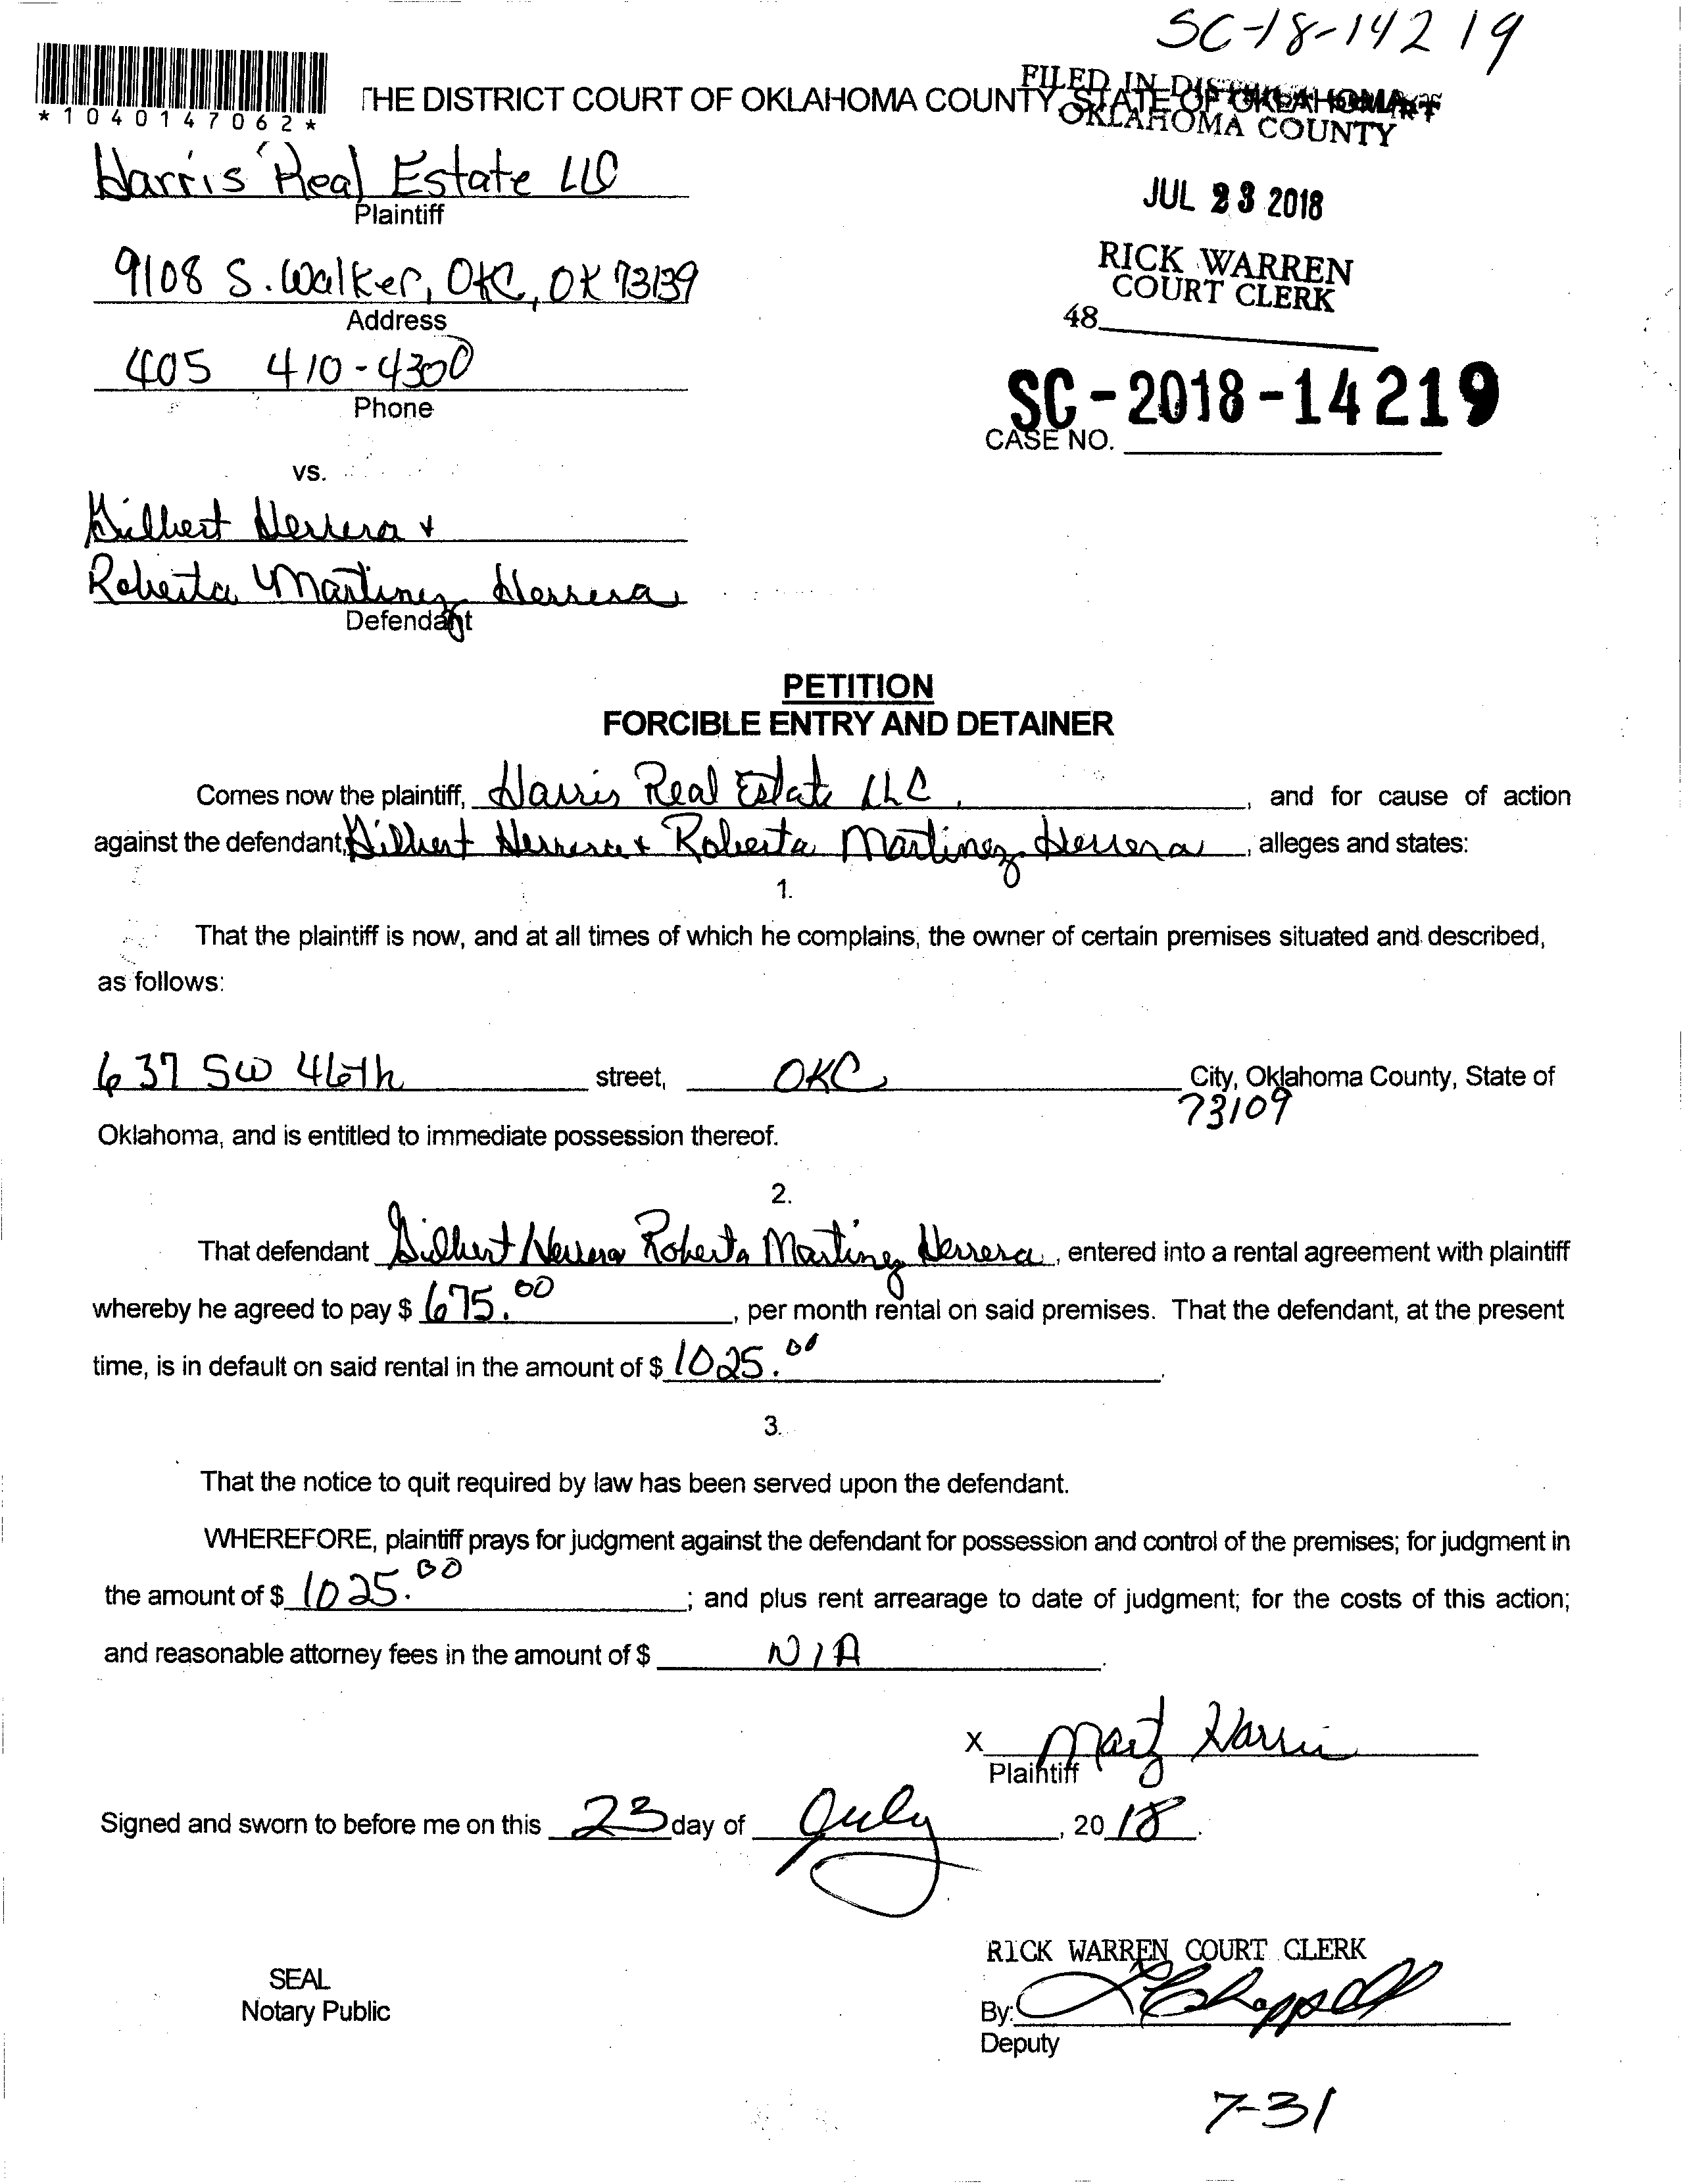 SC-18-14219
*1040147062*
THE DISTRICT COURT OF OKLAHOMA COUNTY, STATE OF OKLAHOMA
FILED IN DISTRICT COURT
OKLAHOMA COUNTY
Harris Real Estate LLC
Plaintiff
JUL 23 2018
9108 S. Walker, OKC, OK 73139
Address
RICK WARREN
COURT CLERK
48
405 410-4300
Phone
SC-2018-14219
CASE NO.
vs.
Gilbert Herrera +
Roberta Martinez Herrera
Defendant
PETITION
FORCIBLE ENTRY AND DETAINER
Comes now the plaintiff, Harris Real Estate LLC, and for cause of action
against the defendant, Gilbert Herrera + Roberta Martinez Herrera, alleges and states:
1.
That the plaintiff is now, and at all times of which he complains, the owner of certain premises situated and described,
as follows:
637 SW 46th street, OKC City, Oklahoma County, State of
73109
Oklahoma, and is entitled to immediate possession thereof.
2.
That defendant Gilbert Herrera Roberta Martinez Herrera, entered into a rental agreement with plaintiff
whereby he agreed to pay $ 675.00, per month rental on said premises. That the defendant, at the present
time, is in default on said rental in the amount of $ 1025.00.
3.
That the notice to quit required by law has been served upon the defendant.
WHEREFORE, plaintiff prays for judgment against the defendant for possession and control of the premises; for judgment in
the amount of $ 1025.00; and plus rent arrearage to date of judgment; for the costs of this action;
and reasonable attorney fees in the amount of $ N/A.
X Marty Harris
Plaintiff
Signed and sworn to before me on this 23 day of July, 2018.
RICK WARREN COURT CLERK
SEAL
Notary Public
By: Chappell
Deputy
7-31